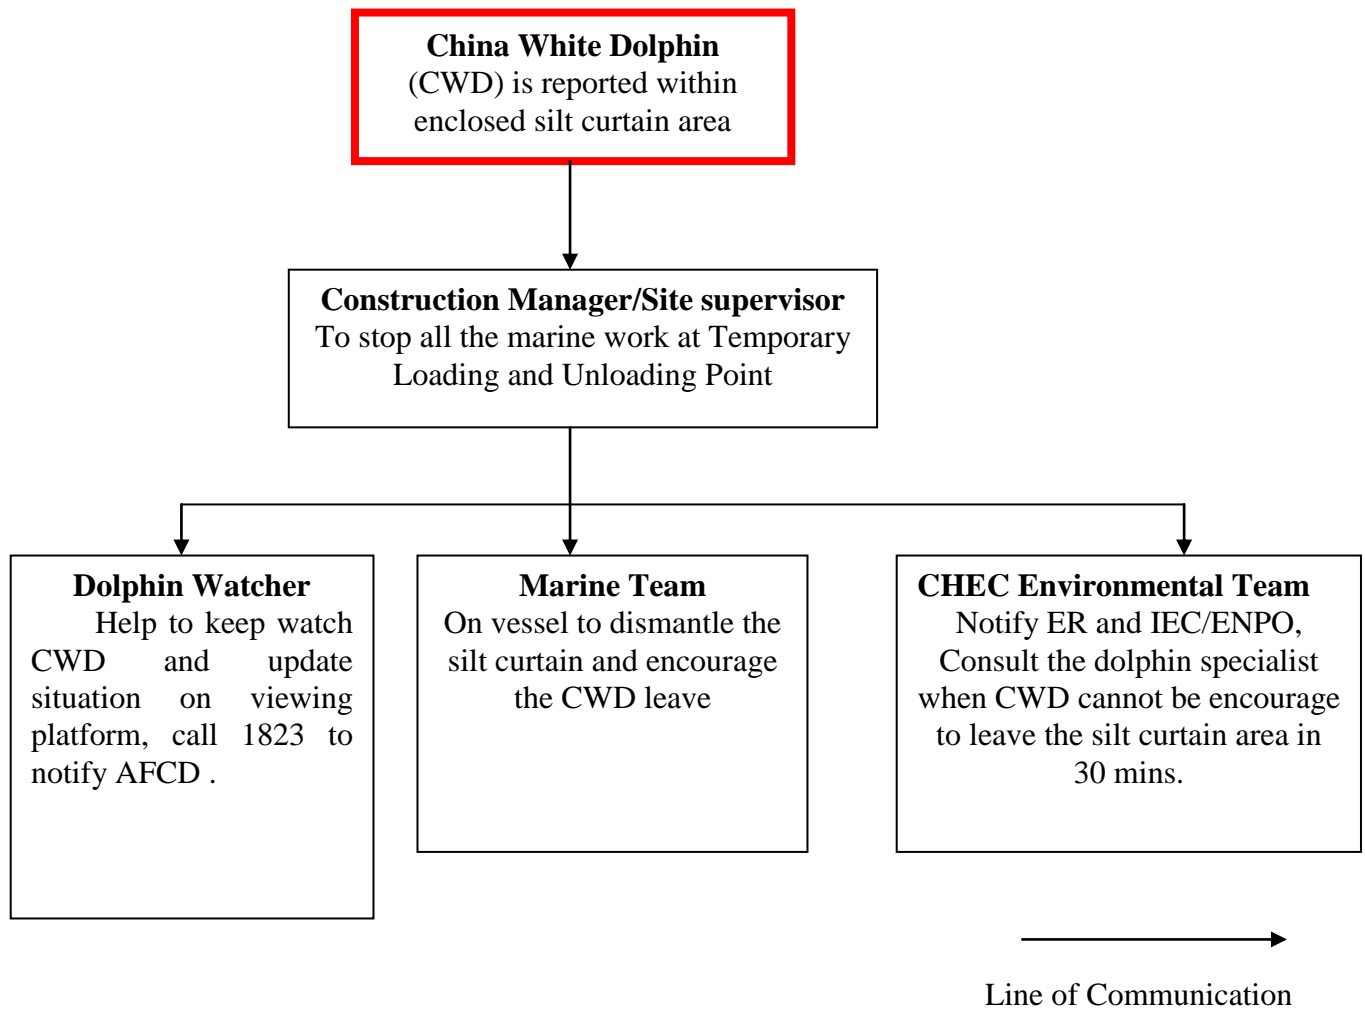 China White Dolphin
(CWD) is reported within
enclosed silt curtain area
Construction Manager/Site supervisor
To stop all the marine work at Temporary
Loading and Unloading Point
Dolphin Watcher
Help to keep watch
CWD and update
situation on viewing
platform, call 1823 to
notify AFCD .
Marine Team
On vessel to dismantle the
silt curtain and encourage
the CWD leave
CHEC Environmental Team
Notify ER and IEC/ENPO,
Consult the dolphin specialist
when CWD cannot be encourage
to leave the silt curtain area in
30 mins.
Line of Communication